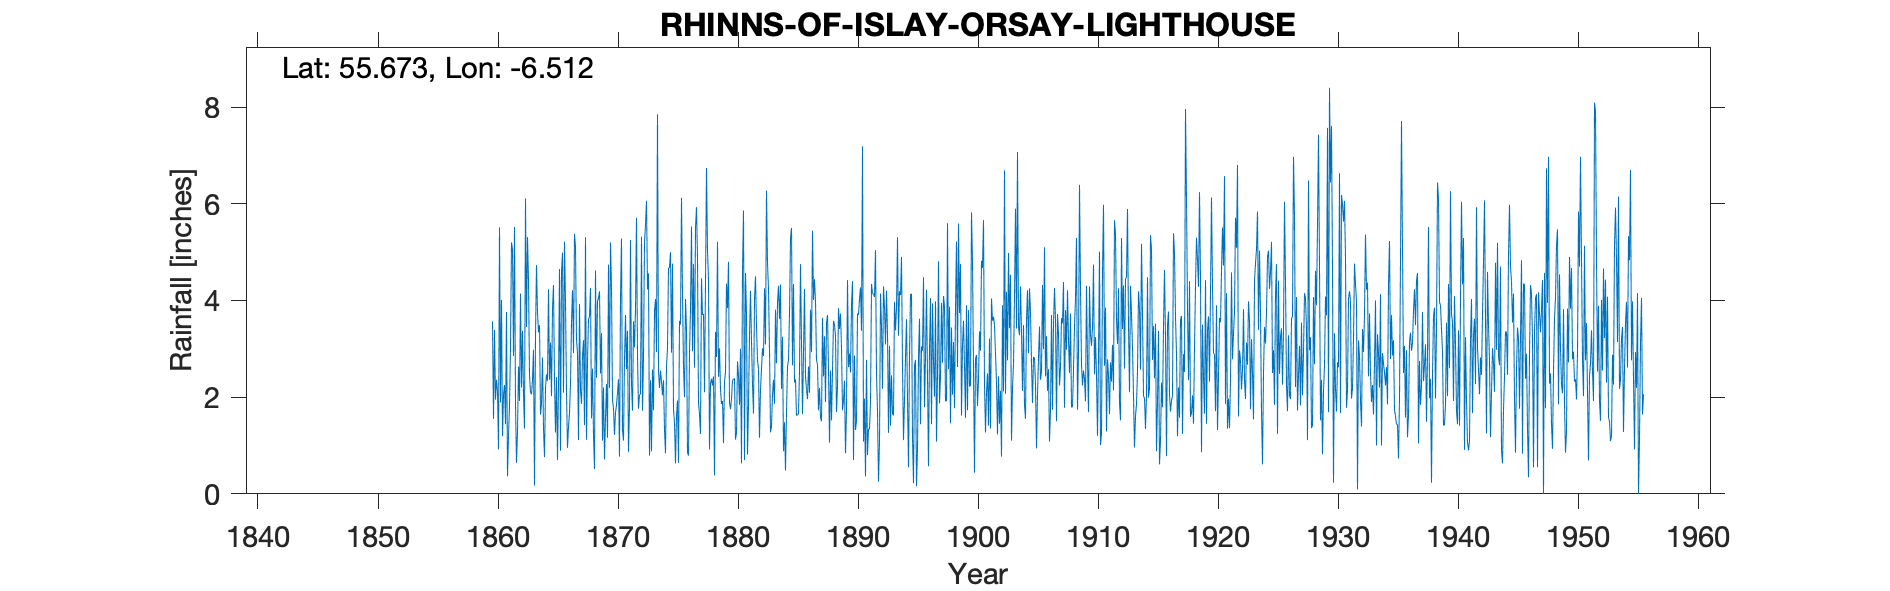 RHINNS-OF-ISLAY-ORSAY-LIGHTHOUSE
Lat: 55.673, Lon: -6.512
8
6
4
2
0
Rainfall [inches]
1840 1850 1860 1870 1880 1890 1900 1910 1920 1930 1940 1950 1960
Year